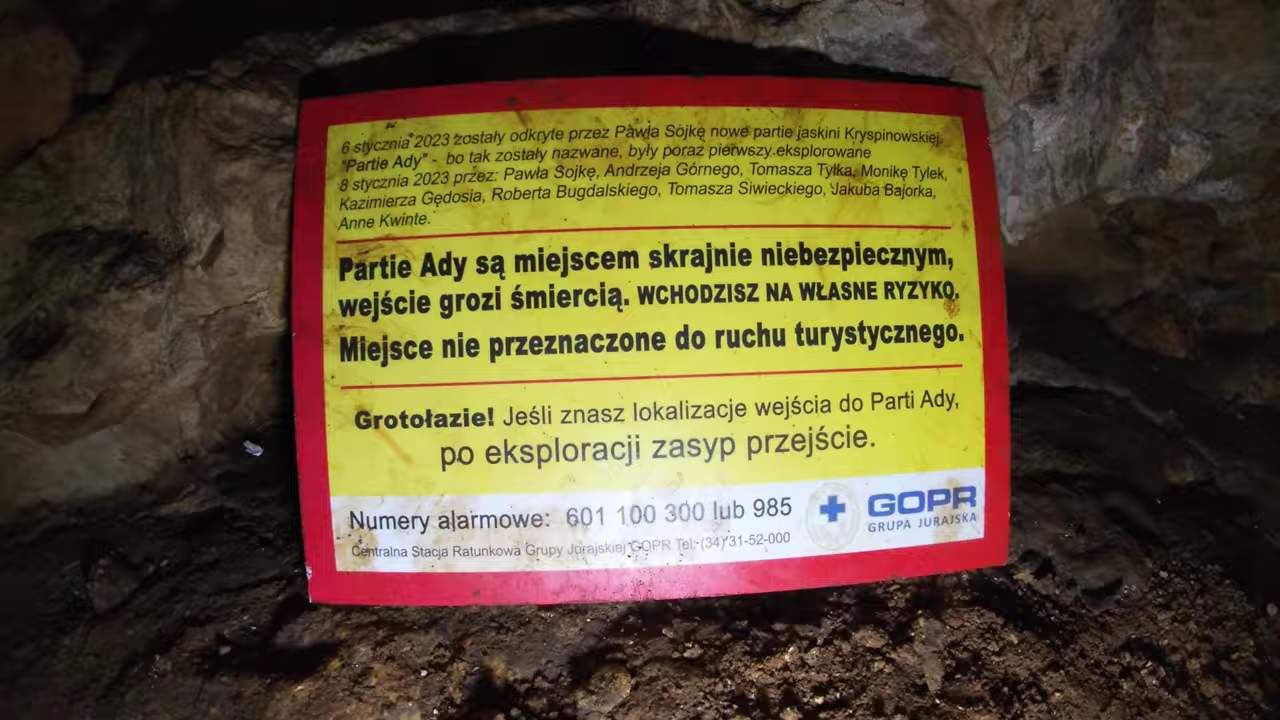 6 stycznia 2023 zostały odkryte przez Pawła Sójkę nowe partie jaskini Kryspinowskiej.
"Partie Ady" - bo tak zostały nazwane, były poraz pierwszy eksplorowane
8 stycznia 2023 przez: Pawła Sojkę, Andrzeja Górnego, Tomasza Tylka, Monikę Tylek,
Kazimierza Gędosia, Roberta Bugdalskiego, Tomasza Siwieckiego, Jakuba Bajorka,
Anne Kwinte.
Partie Ady są miejscem skrajnie niebezpiecznym,
wejście grozi śmiercią. WCHODZISZ NA WŁASNE RYZYKO.
Miejsce nie przeznaczone do ruchu turystycznego.
Grotołazie! Jeśli znasz lokalizacje wejścia do Parti Ady,
po eksploracji zasyp przejście.
Numery alarmowe: 601 100 300 lub 985
Centralna Stacja Ratunkowa Grupy Jurajskiej GOPR Tel. (34) 31-52-000
GOPR
GRUPA JURAJSKA